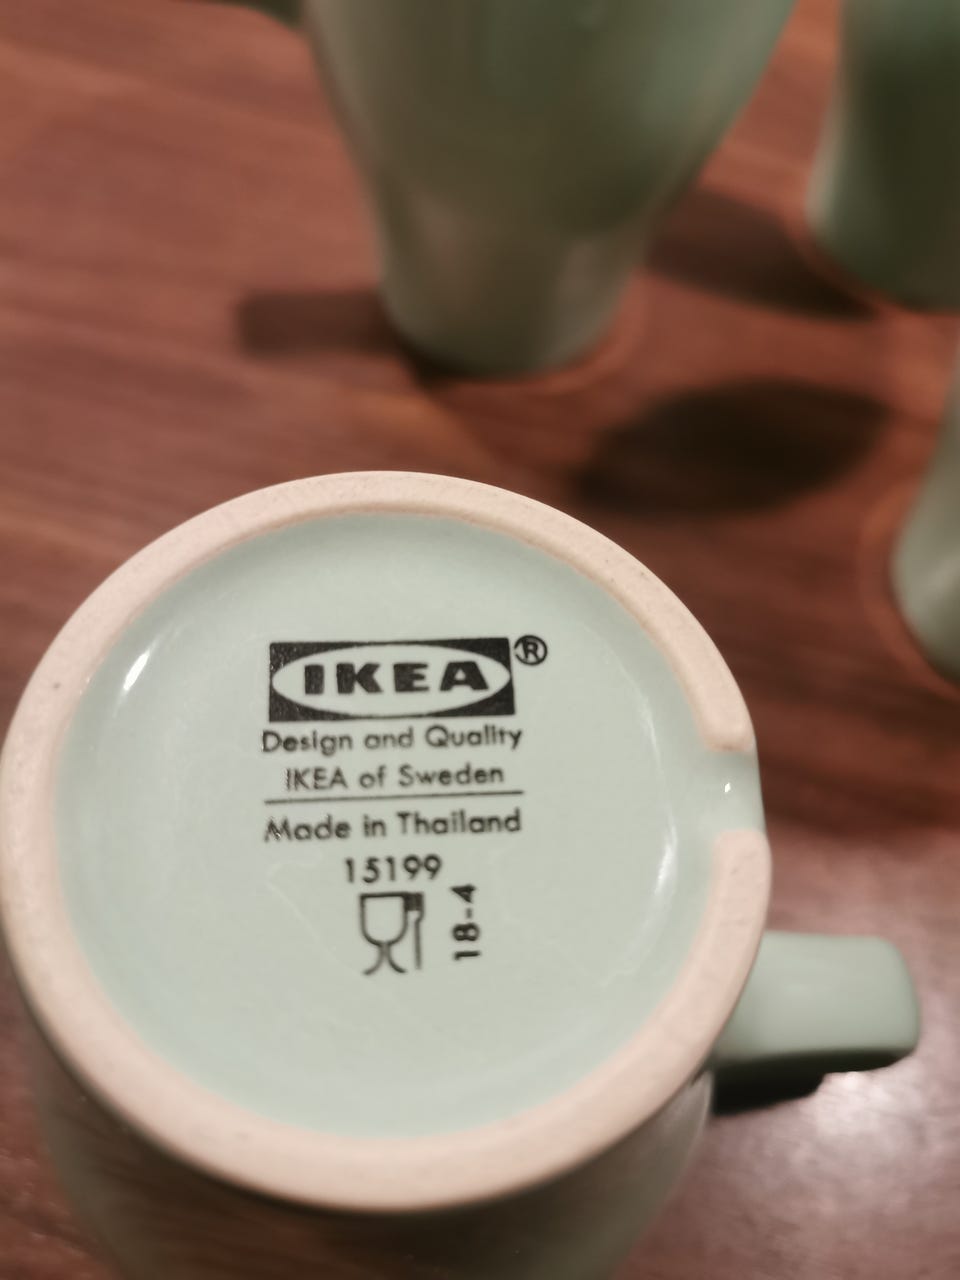 IKEA®
Design and Quality
IKEA of Sweden
Made in Thailand
15199
18-4